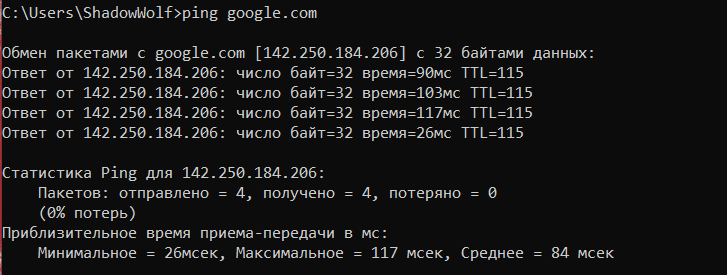 C:\Users\ShadowWolf>ping google.com
Обмен пакетами с google.com [142.250.184.206] с 32 байтами данных:
Ответ от 142.250.184.206: число байт=32 время=90мс TTL=115
Ответ от 142.250.184.206: число байт=32 время=103мс TTL=115
Ответ от 142.250.184.206: число байт=32 время=117мс TTL=115
Ответ от 142.250.184.206: число байт=32 время=26мс TTL=115
Статистика Ping для 142.250.184.206:
Пакетов: отправлено = 4, получено = 4, потеряно = 0
(0% потерь)
Приблизительное время приема-передачи в мс:
Минимальное = 26мсек, Максимальное = 117 мсек, Среднее = 84 мсек